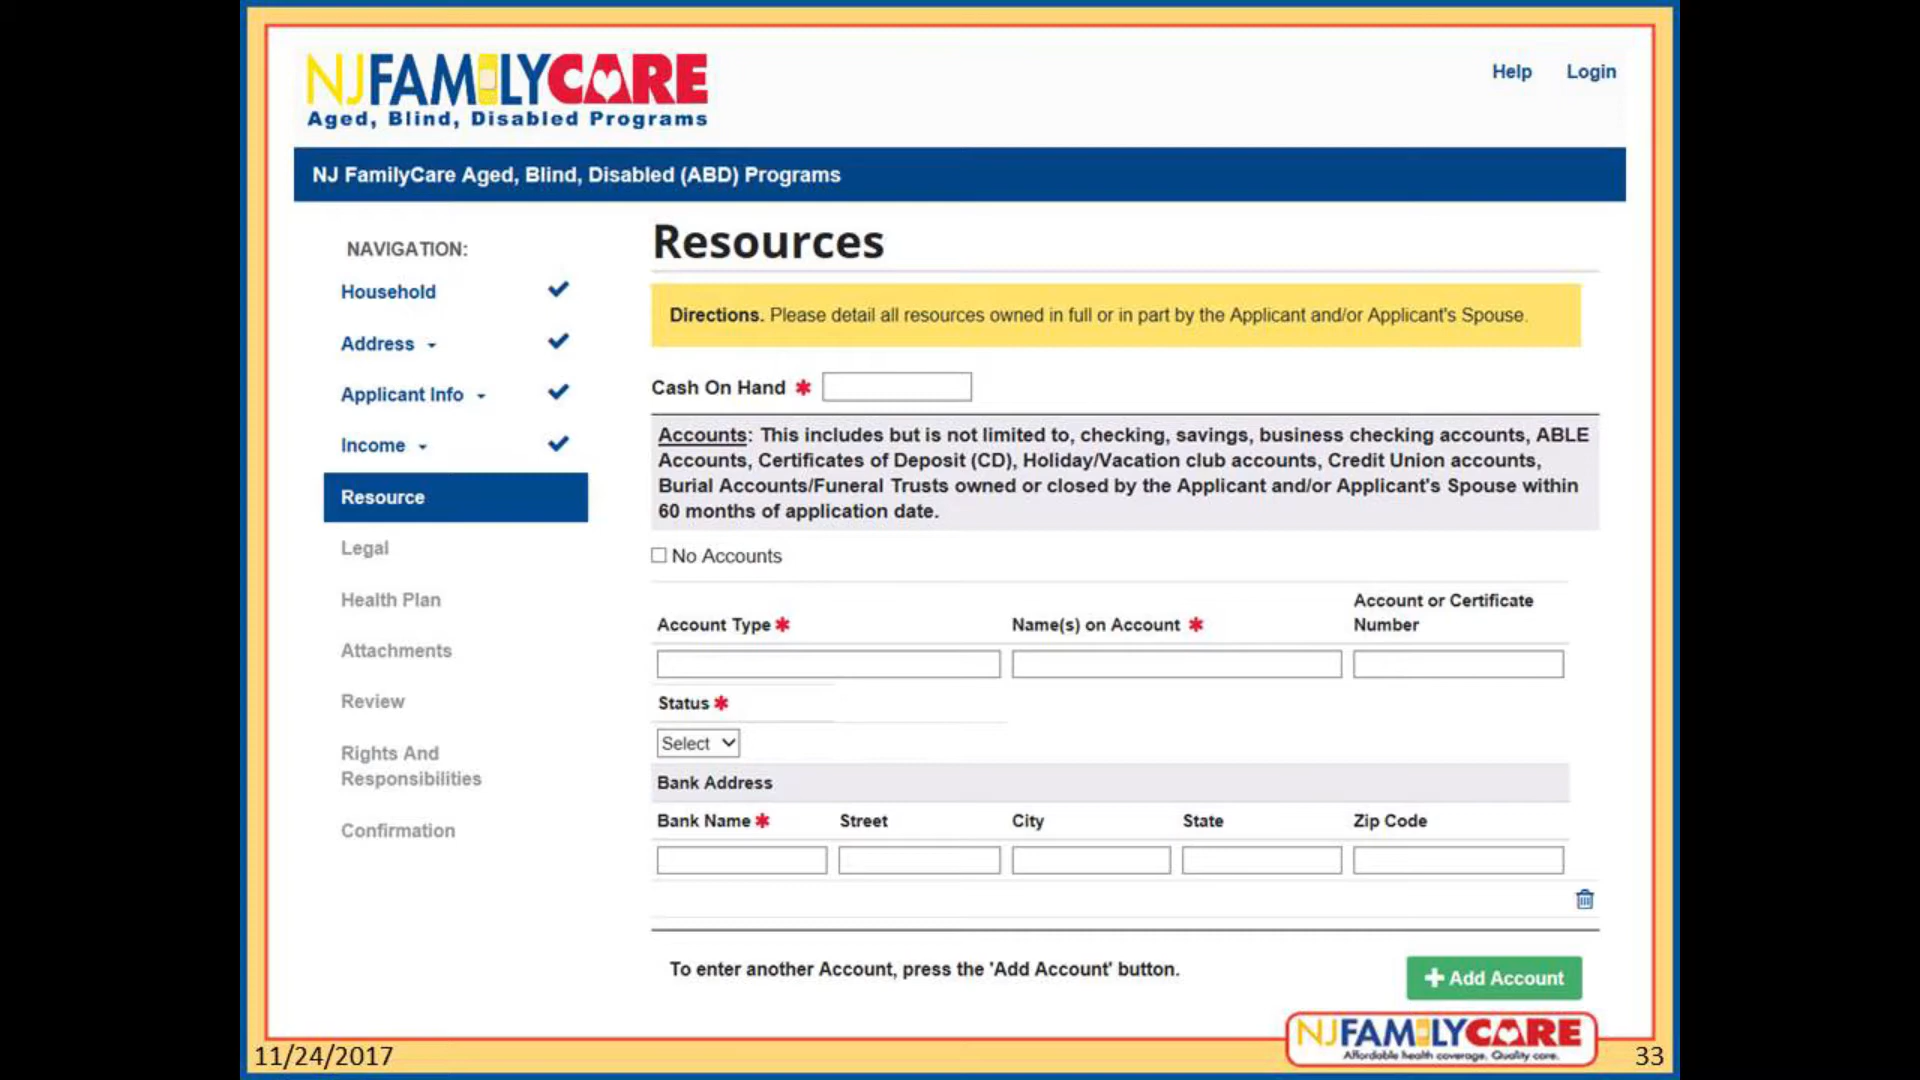 NJFAMILYCARE
Aged, Blind, Disabled Programs
Help Login
NJ FamilyCare Aged, Blind, Disabled (ABD) Programs
NAVIGATION:
Household
Address
Applicant Info
Income
Resource
Legal
Health Plan
Attachments
Review
Rights And
Responsibilities
Confirmation
Resources
Directions. Please detail all resources owned in full or in part by the Applicant and/or Applicant's Spouse.
Cash On Hand *
Accounts: This includes but is not limited to, checking, savings, business checking accounts, ABLE
Accounts, Certificates of Deposit (CD), Holiday/Vacation club accounts, Credit Union accounts,
Burial Accounts/Funeral Trusts owned or closed by the Applicant and/or Applicant's Spouse within
60 months of application date.
No Accounts
Account Type * Name(s) on Account * Account or Certificate
Number
Status *
Select
Bank Address
Bank Name * Street City State Zip Code
To enter another Account, press the 'Add Account' button.
+ Add Account
NJFAMILYCARE
Affordable health coverage. Quality care.
11/24/2017
33